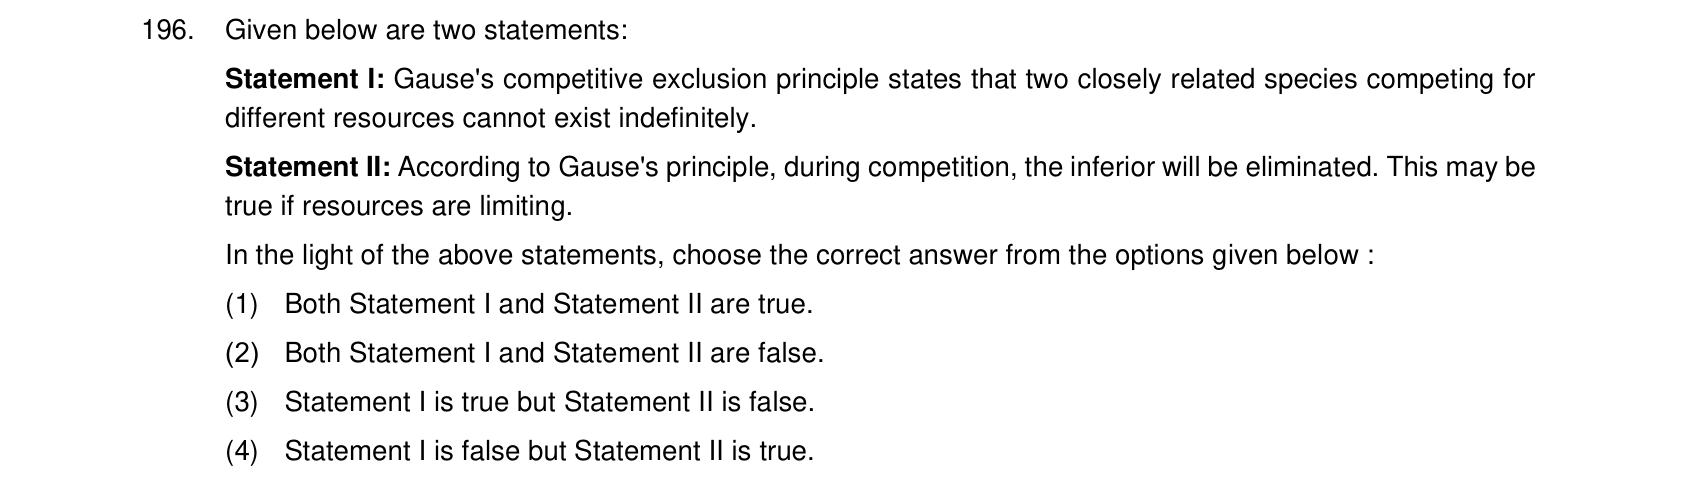 196. Given below are two statements:
Statement I: Gause's competitive exclusion principle states that two closely related species competing for
different resources cannot exist indefinitely.
Statement II: According to Gause's principle, during competition, the inferior will be eliminated. This may be
true if resources are limiting.
In the light of the above statements, choose the correct answer from the options given below :
(1) Both Statement I and Statement II are true.
(2) Both Statement I and Statement II are false.
(3) Statement I is true but Statement II is false.
(4) Statement I is false but Statement II is true.